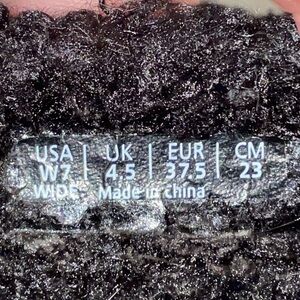 USA | UK | EUR | CM
W7 | 4.5 | 37.5 | 23
WIDE Made in china